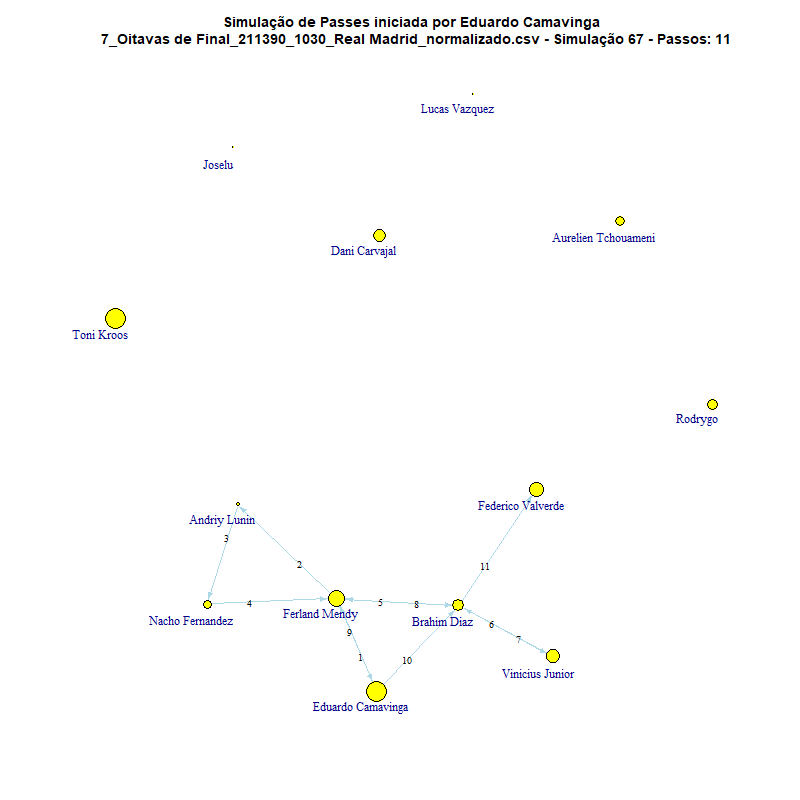 Simulação de Passes iniciada por Eduardo Camavinga
7_Oitavas de Final_211390_1030_Real Madrid_normalizado.csv - Simulação 67 - Passos: 11
Lucas Vazquez
Joselu
Aurelien Tchouameni
Dani Carvajal
Toni Kroos
Rodrygo
Federico Valverde
Andriy Lunin
3
2
11
4
5
8
Ferland Mendy
Nacho Fernandez
Brahim Diaz
6
9
7
1
10
Vinicius Junior
Eduardo Camavinga